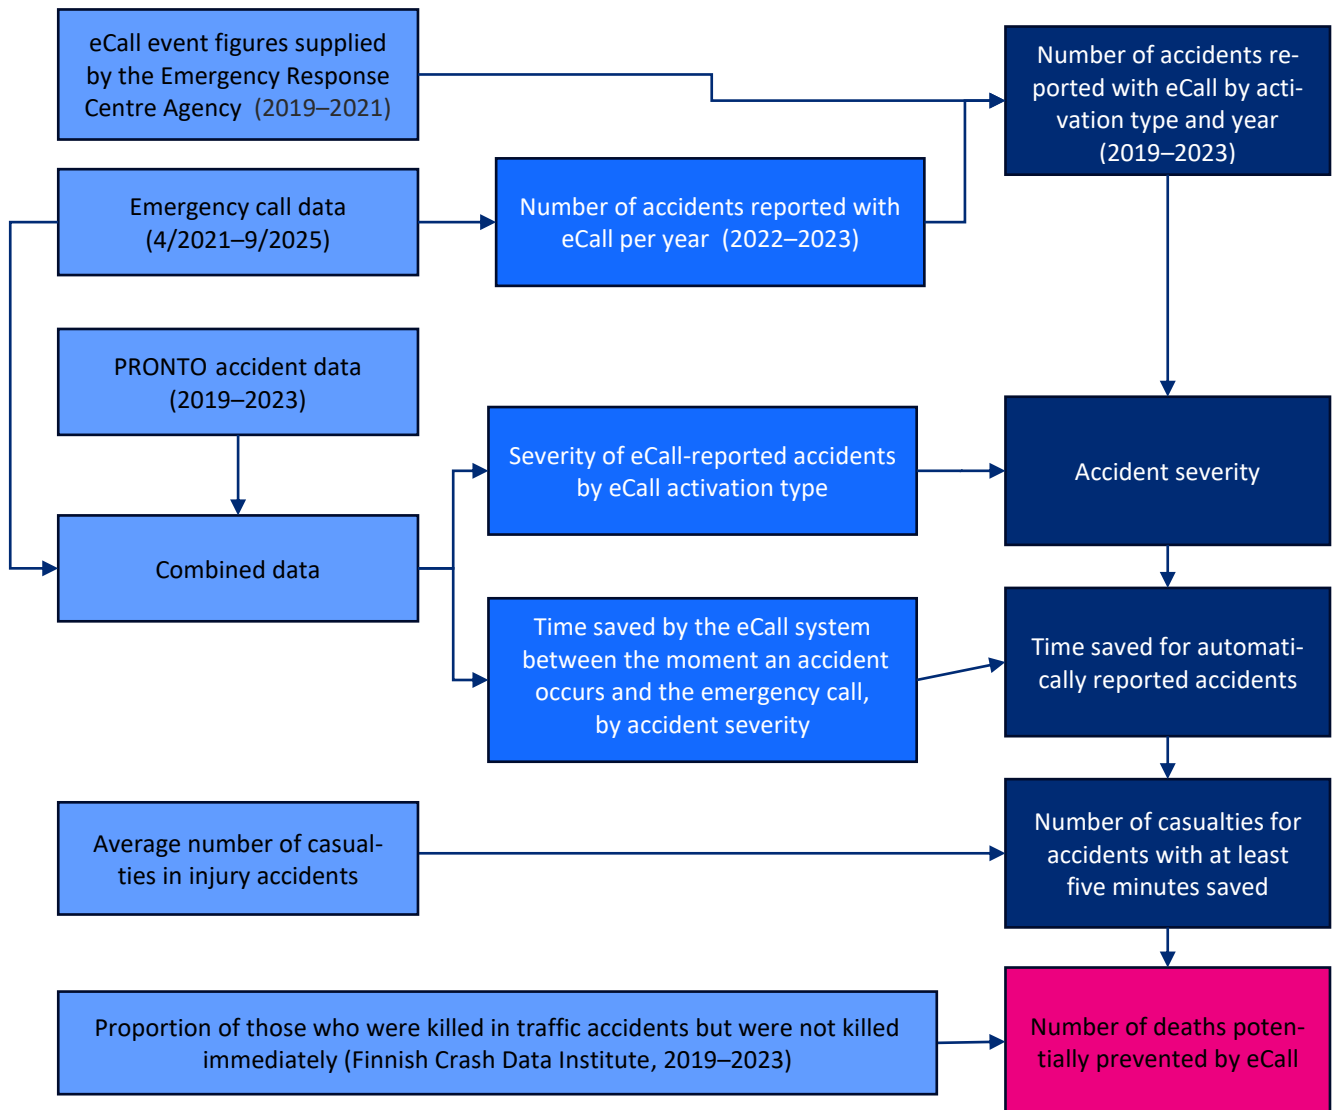 eCall event figures supplied
by the Emergency Response
Centre Agency (2019–2021)
Number of accidents re-
ported with eCall by acti-
vation type and year
(2019–2023)
Emergency call data
(4/2021–9/2025)
Number of accidents reported with
eCall per year (2022–2023)
PRONTO accident data
(2019–2023)
Severity of eCall-reported accidents
by eCall activation type
Accident severity
Combined data
Time saved by the eCall system
between the moment an accident
occurs and the emergency call,
by accident severity
Time saved for automati-
cally reported accidents
Average number of casual-
ties in injury accidents
Number of casualties for
accidents with at least
five minutes saved
Proportion of those who were killed in traffic accidents but were not killed
immediately (Finnish Crash Data Institute, 2019–2023)
Number of deaths poten-
tially prevented by eCall